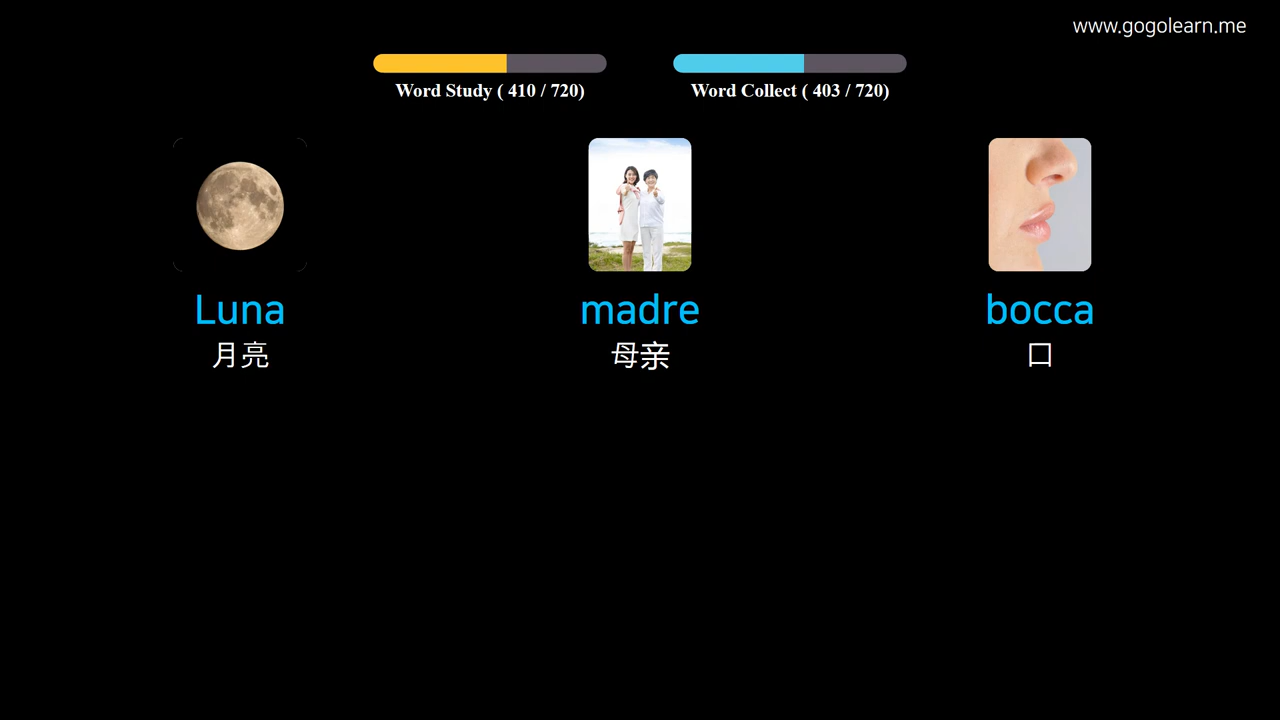 www.gogolearn.me
Word Study ( 410 / 720)
Word Collect ( 403 / 720)
Luna
月亮
madre
母亲
bocca
口